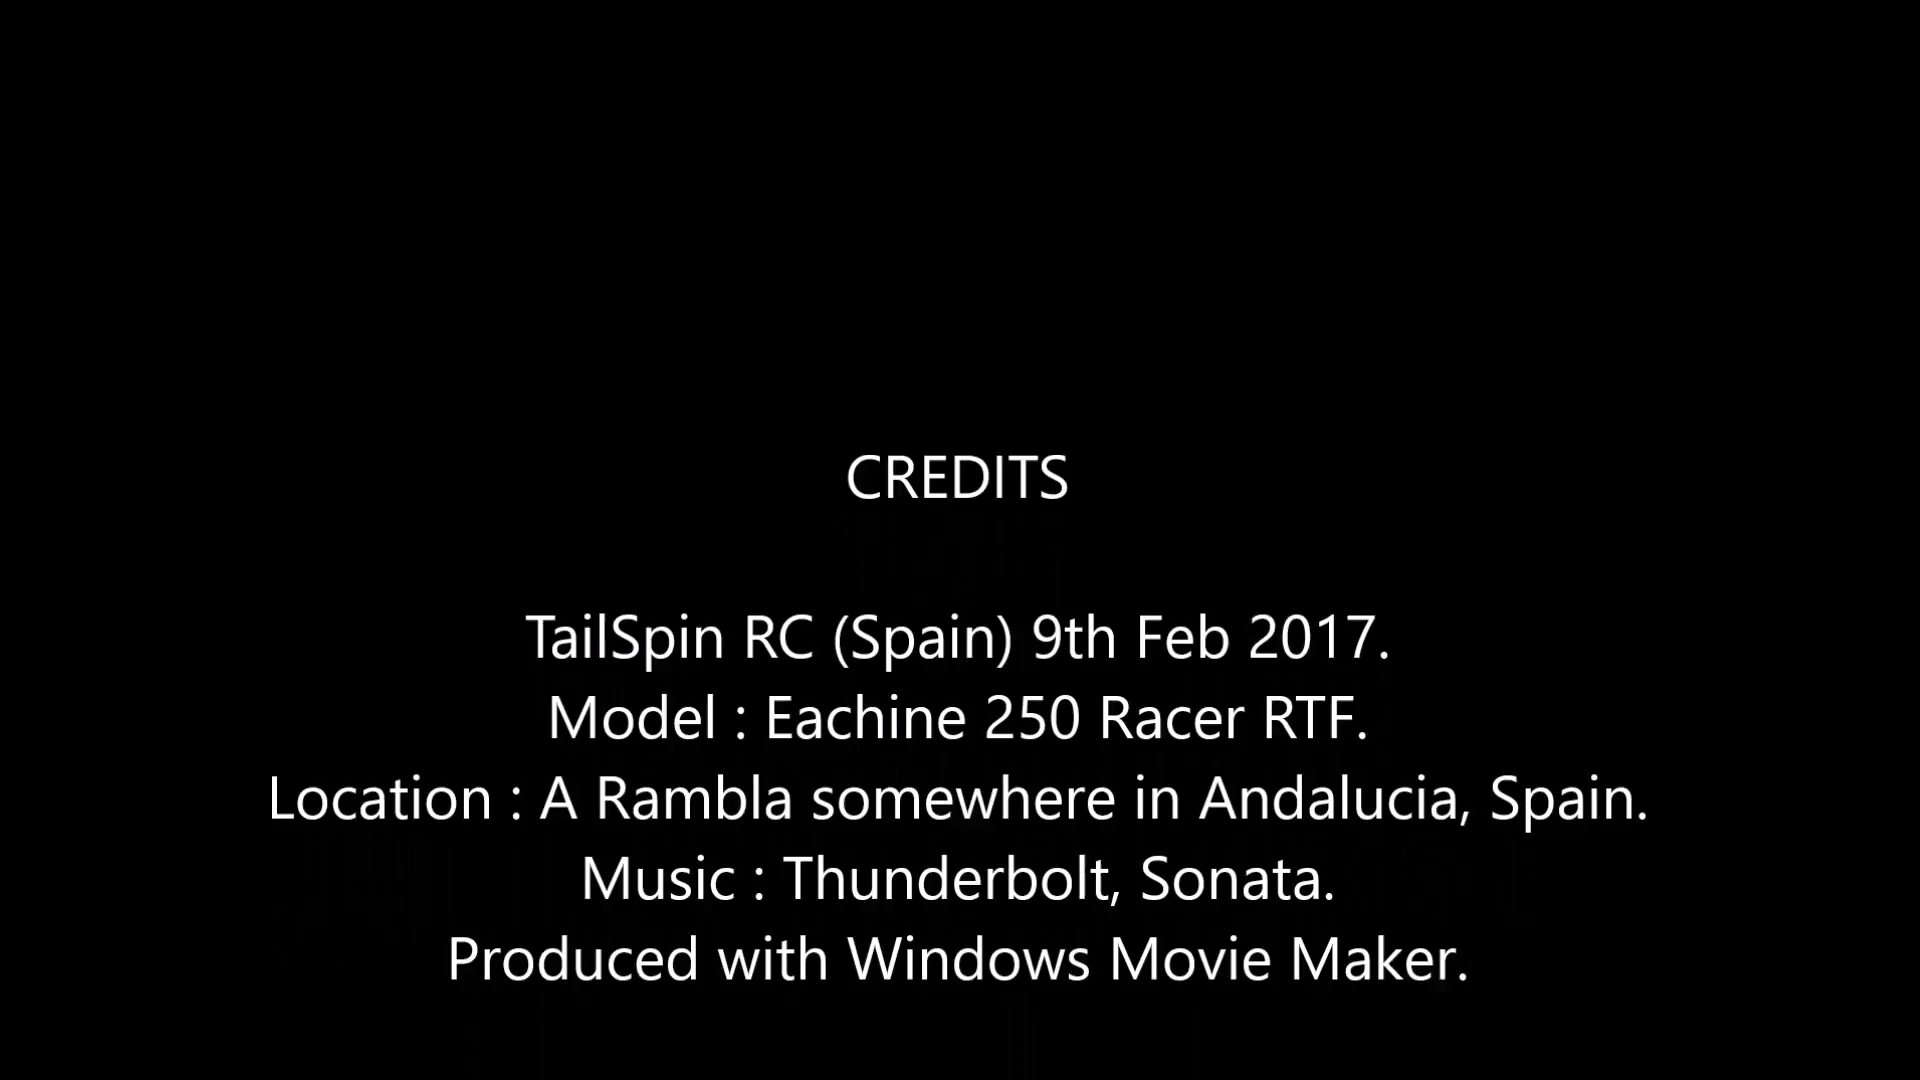 CREDITS
TailSpin RC (Spain) 9th Feb 2017.
Model : Eachine 250 Racer RTF.
Location : A Rambla somewhere in Andalucia, Spain.
Music : Thunderbolt, Sonata.
Produced with Windows Movie Maker.